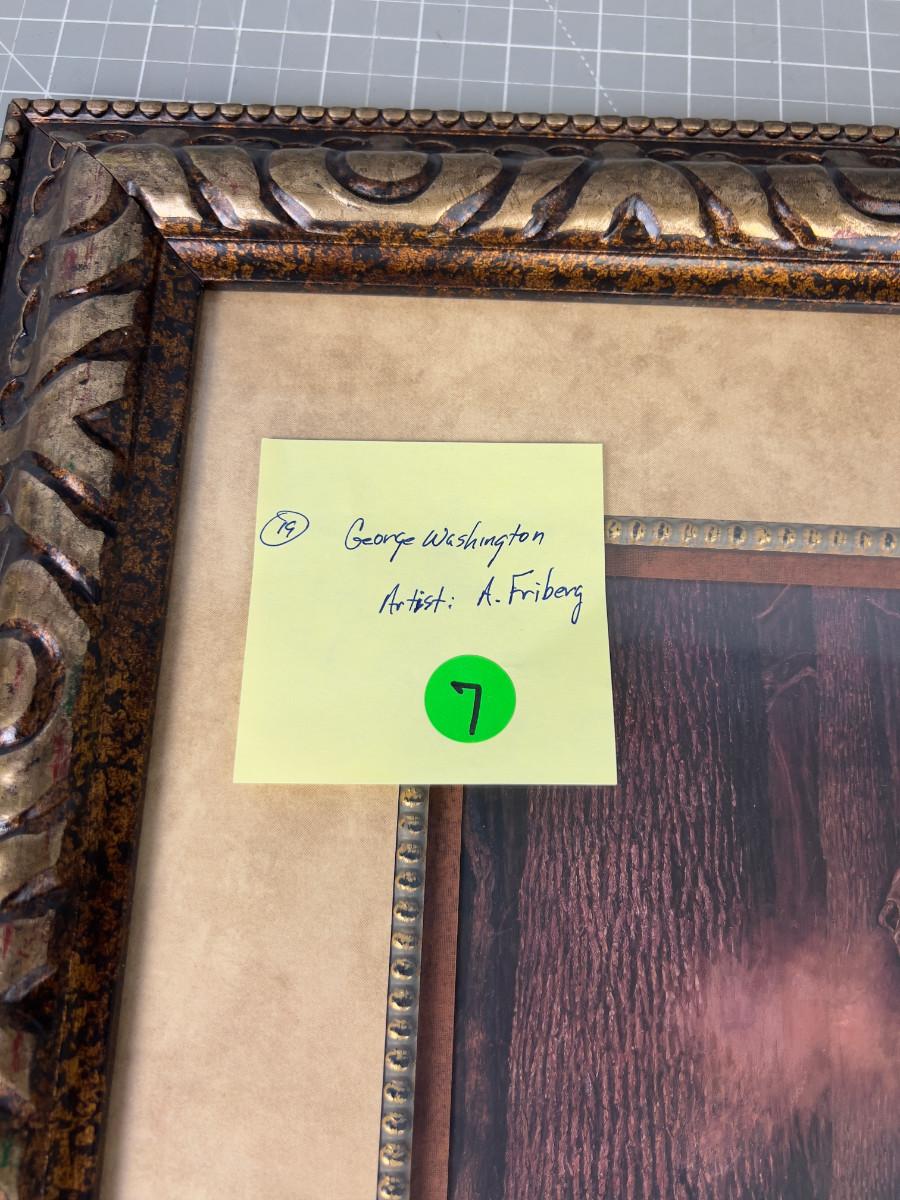 19 George Washington
Artist: A. Friberg
7